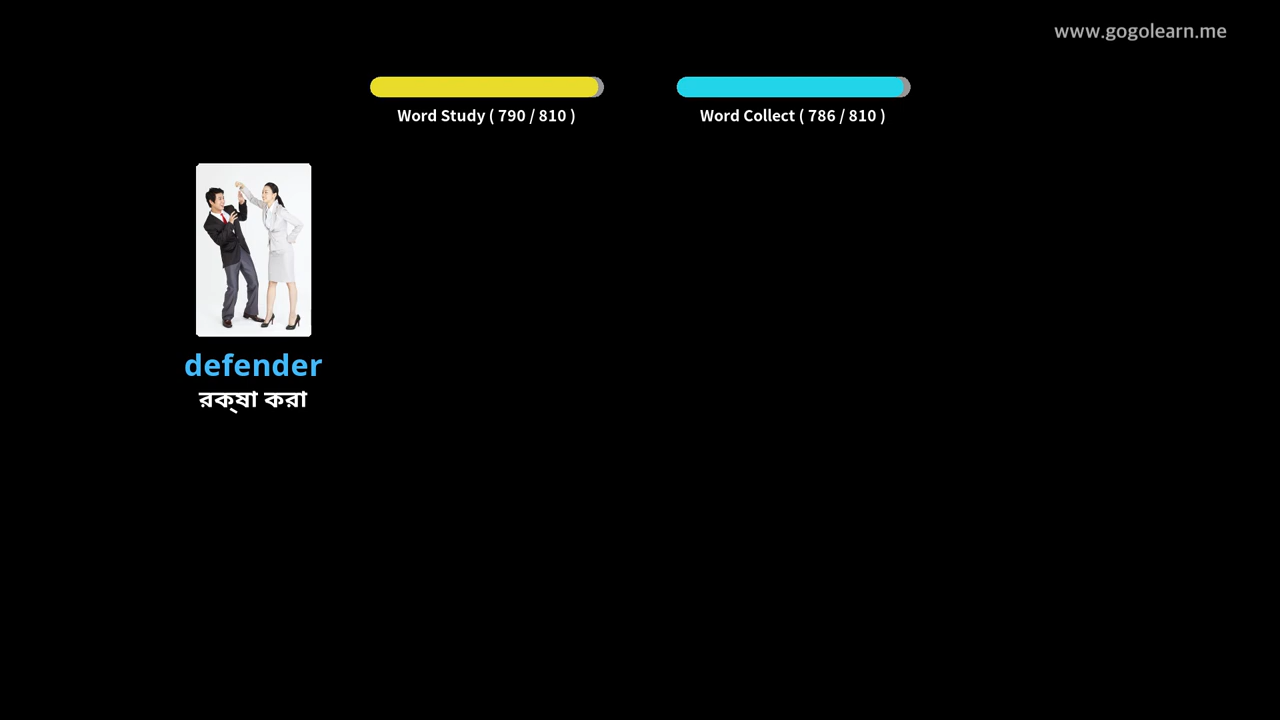 www.gogolearn.me
Word Study ( 790 / 810 )
Word Collect ( 786 / 810 )
defender
রক্ষা করা